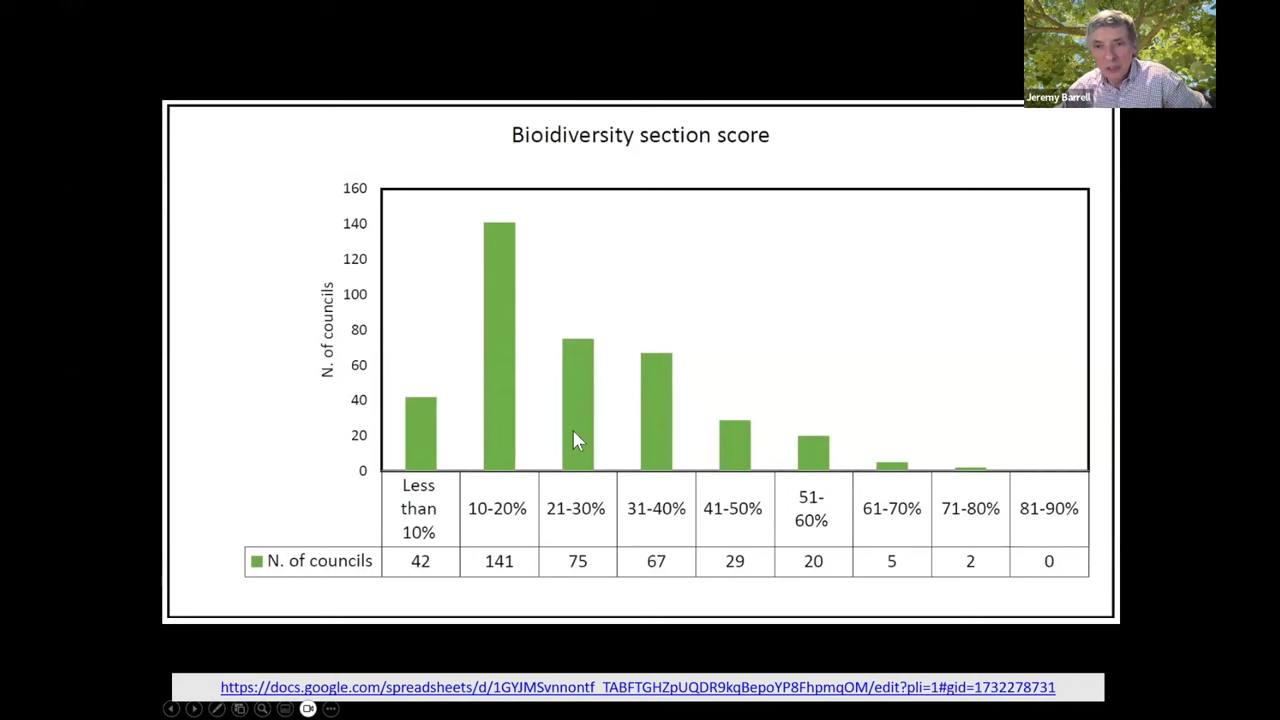 Jeremy Barrell
Bioidiversity section score
160
140
120
100
80
60
40
20
0
N. of councils
Less than 10%
10-20%
21-30%
31-40%
41-50%
51-60%
61-70%
71-80%
81-90%
N. of councils 42 141 75 67 29 20 5 2 0
https://docs.google.com/spreadsheets/d/1GYJMSvnnontf_TABFTGHZpUQDR9kqBepoYP8FhpmqOM/edit?pli=1#gid=1732278731